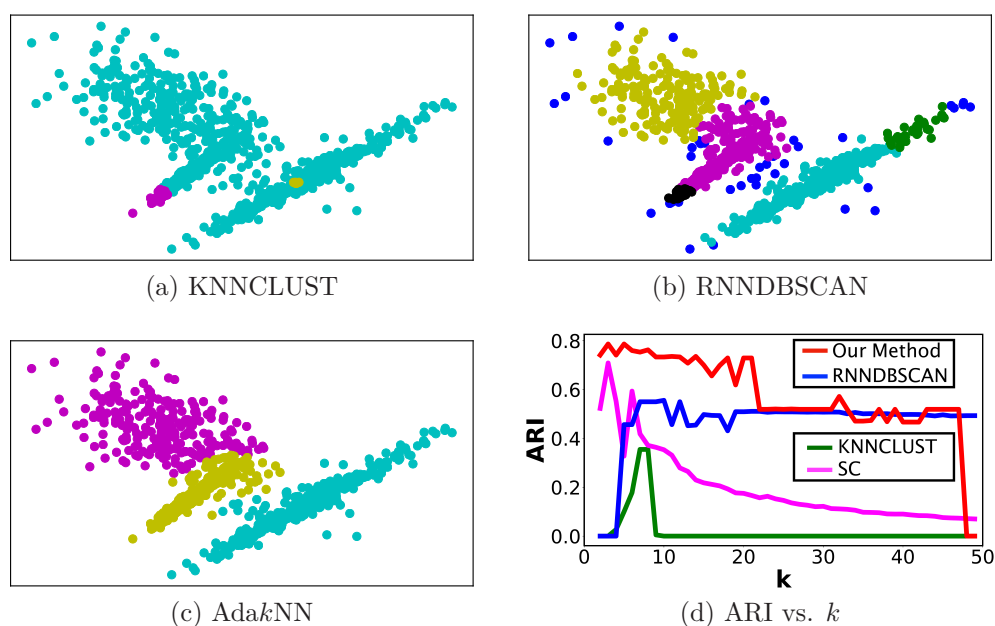 (a) KNNCLUST
(b) RNNDBSCAN
(c) AdakNN
0.8
0.6
0.4
0.2
0.0
ARI
Our Method
RNNDBSCAN
KNNCLUST
SC
0 10 20 30 40 50
k
(d) ARI vs. k